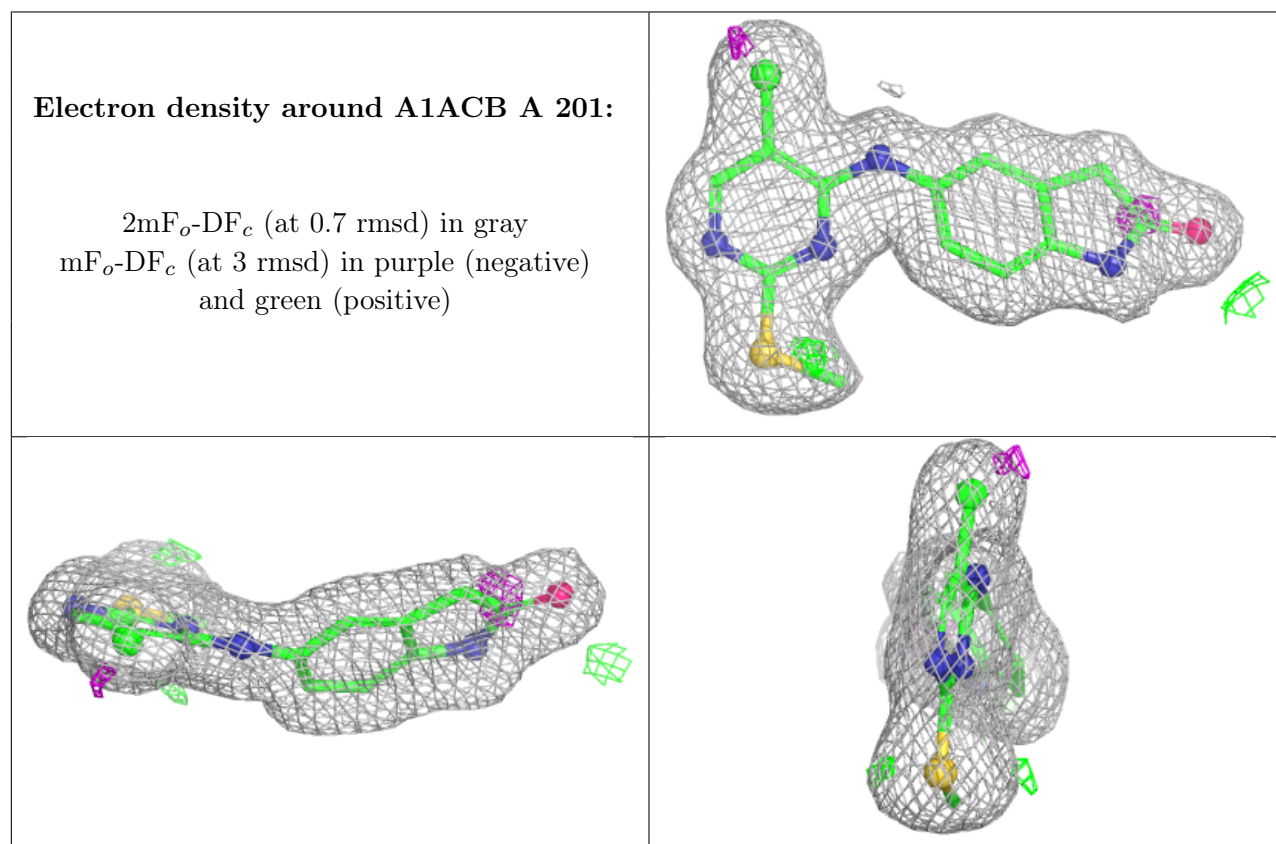 Electron density around A1ACB A 201:
2mFo-DFc (at 0.7 rmsd) in gray
mFo-DFc (at 3 rmsd) in purple (negative)
and green (positive)